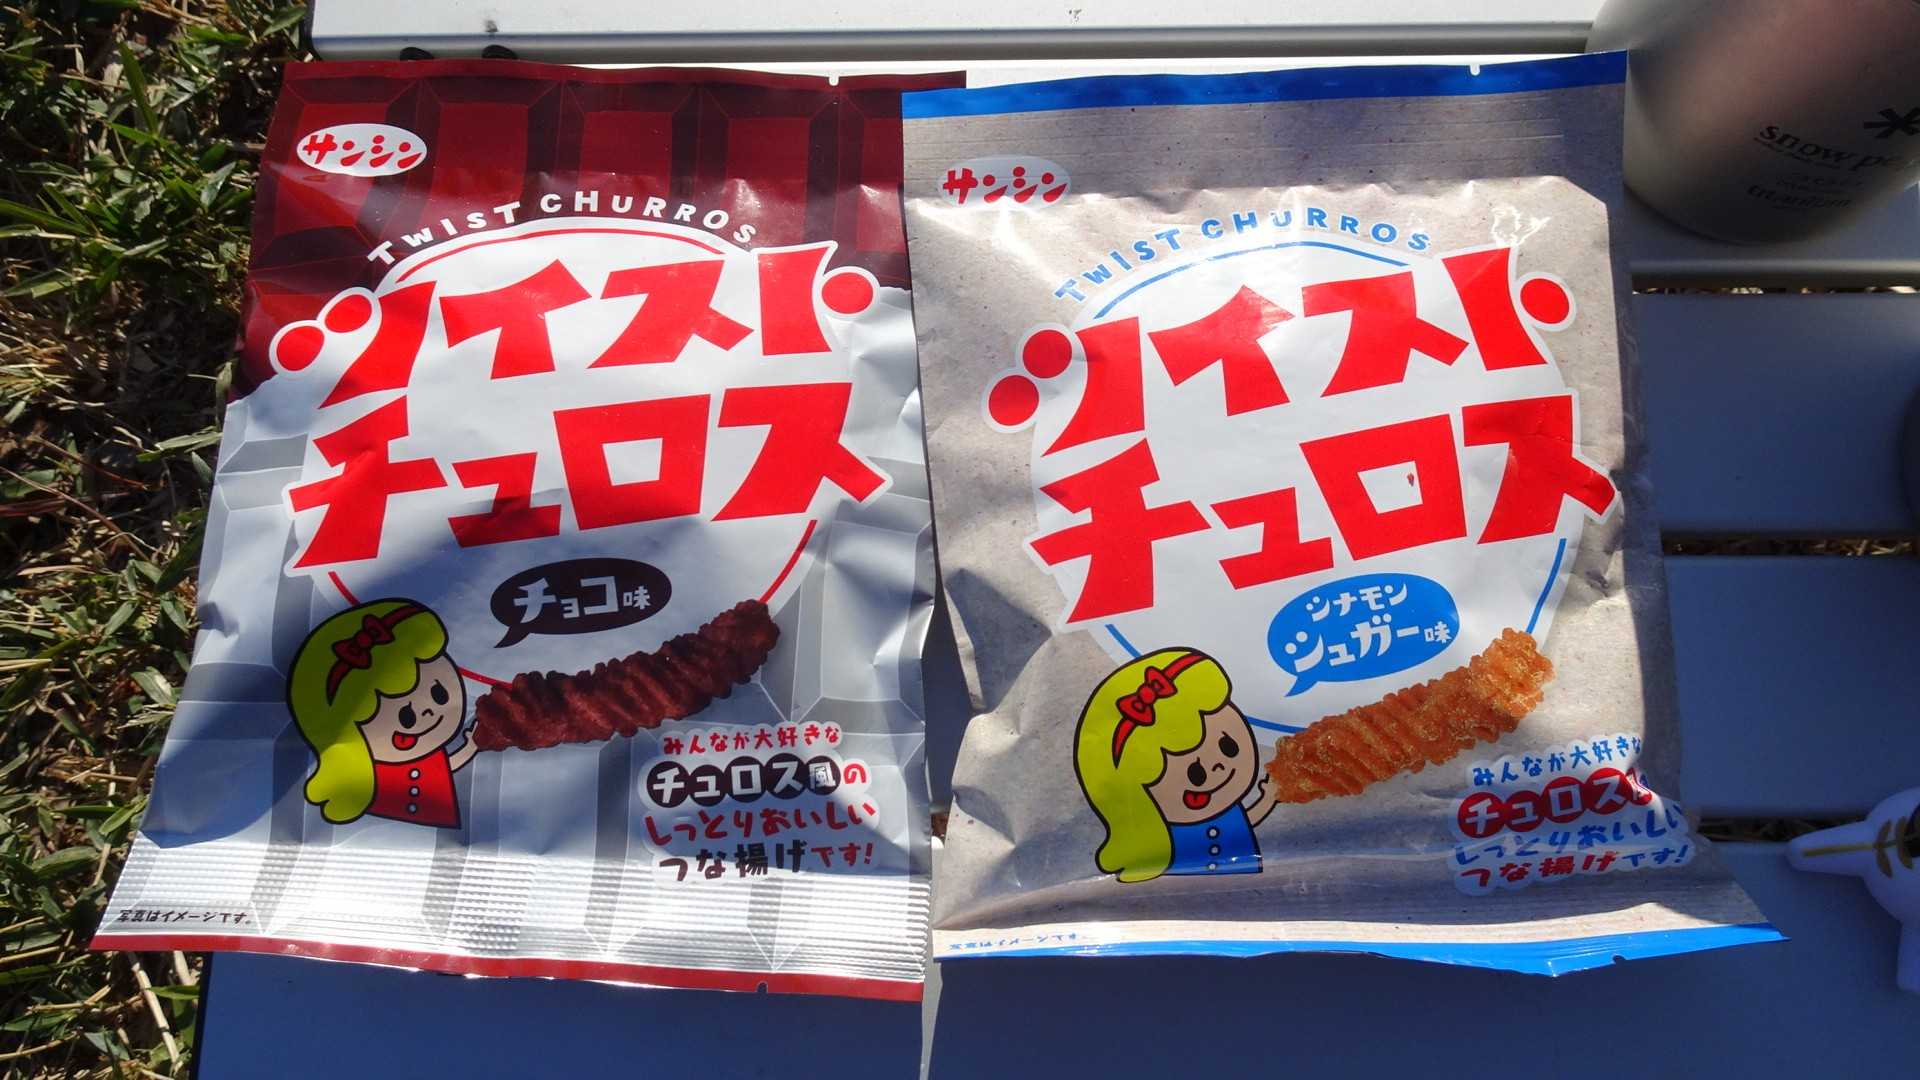 サンシン
TWIST CHURROS
ツイスト
チュロス
チョコ味
みんなが大好きな
チュロス風の
しっとりおいしい
つな揚げです!
写真はイメージです。
サンシン
TWIST CHURROS
ツイスト
チュロス
シナモン
シュガー味
みんなが大好きな
チュロス風
しっとりおいしい
つな揚げです!
snow pe
titanium